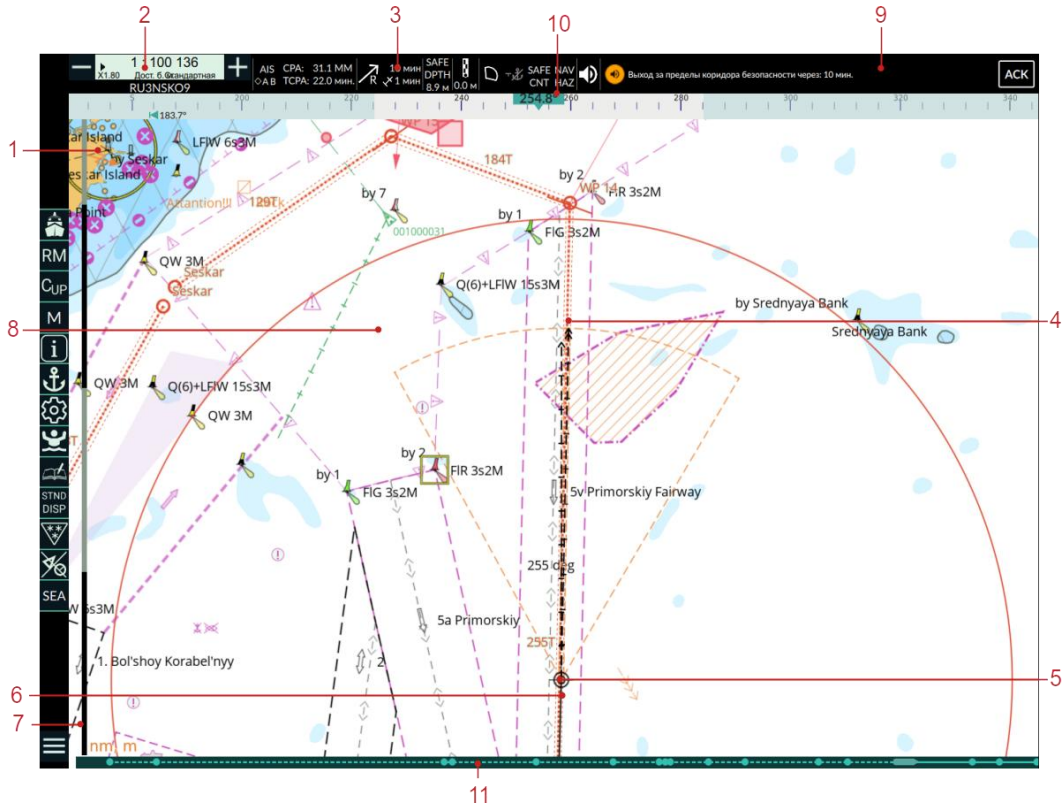 2
3
10
9
1 : 100 136
X1.80
RU3NSKO9
AIS
CPA: 31.1 MM
A B
TCPA: 22.0 мин.
R
мин
1 мин
SAFE
DPTH
8.9 м
0.0 м
SAFE NAV
CNT HAZ
Выход за пределы коридора безопасности через: 10 мин.
ACK
5
200
220
240
254.8°
260
280
300
320
340
183.7°
1
4
8
5
6
7
11
LFlW 6s3M
Seskar Island
Point
by 7
001000031
184T
by 2
WP 14
FlR 3s2M
by 1
FlG 3s2M
QW 3M
Seskar
Seskar
Q(6)+LFlW 15s3M
by Srednyaya Bank
Srednyaya Bank
QW 3M
Q(6)+LFlW 15s3M
QW 3M
by 2
FlR 3s2M
by 1
FlG 3s2M
5v Primorskiy Fairway
255 deg
5a Primorskiy
255T
2
1. Bol'shoy Korabel'nyy
nm, m
RM
CUP
M
i
STND
DISP
SEA